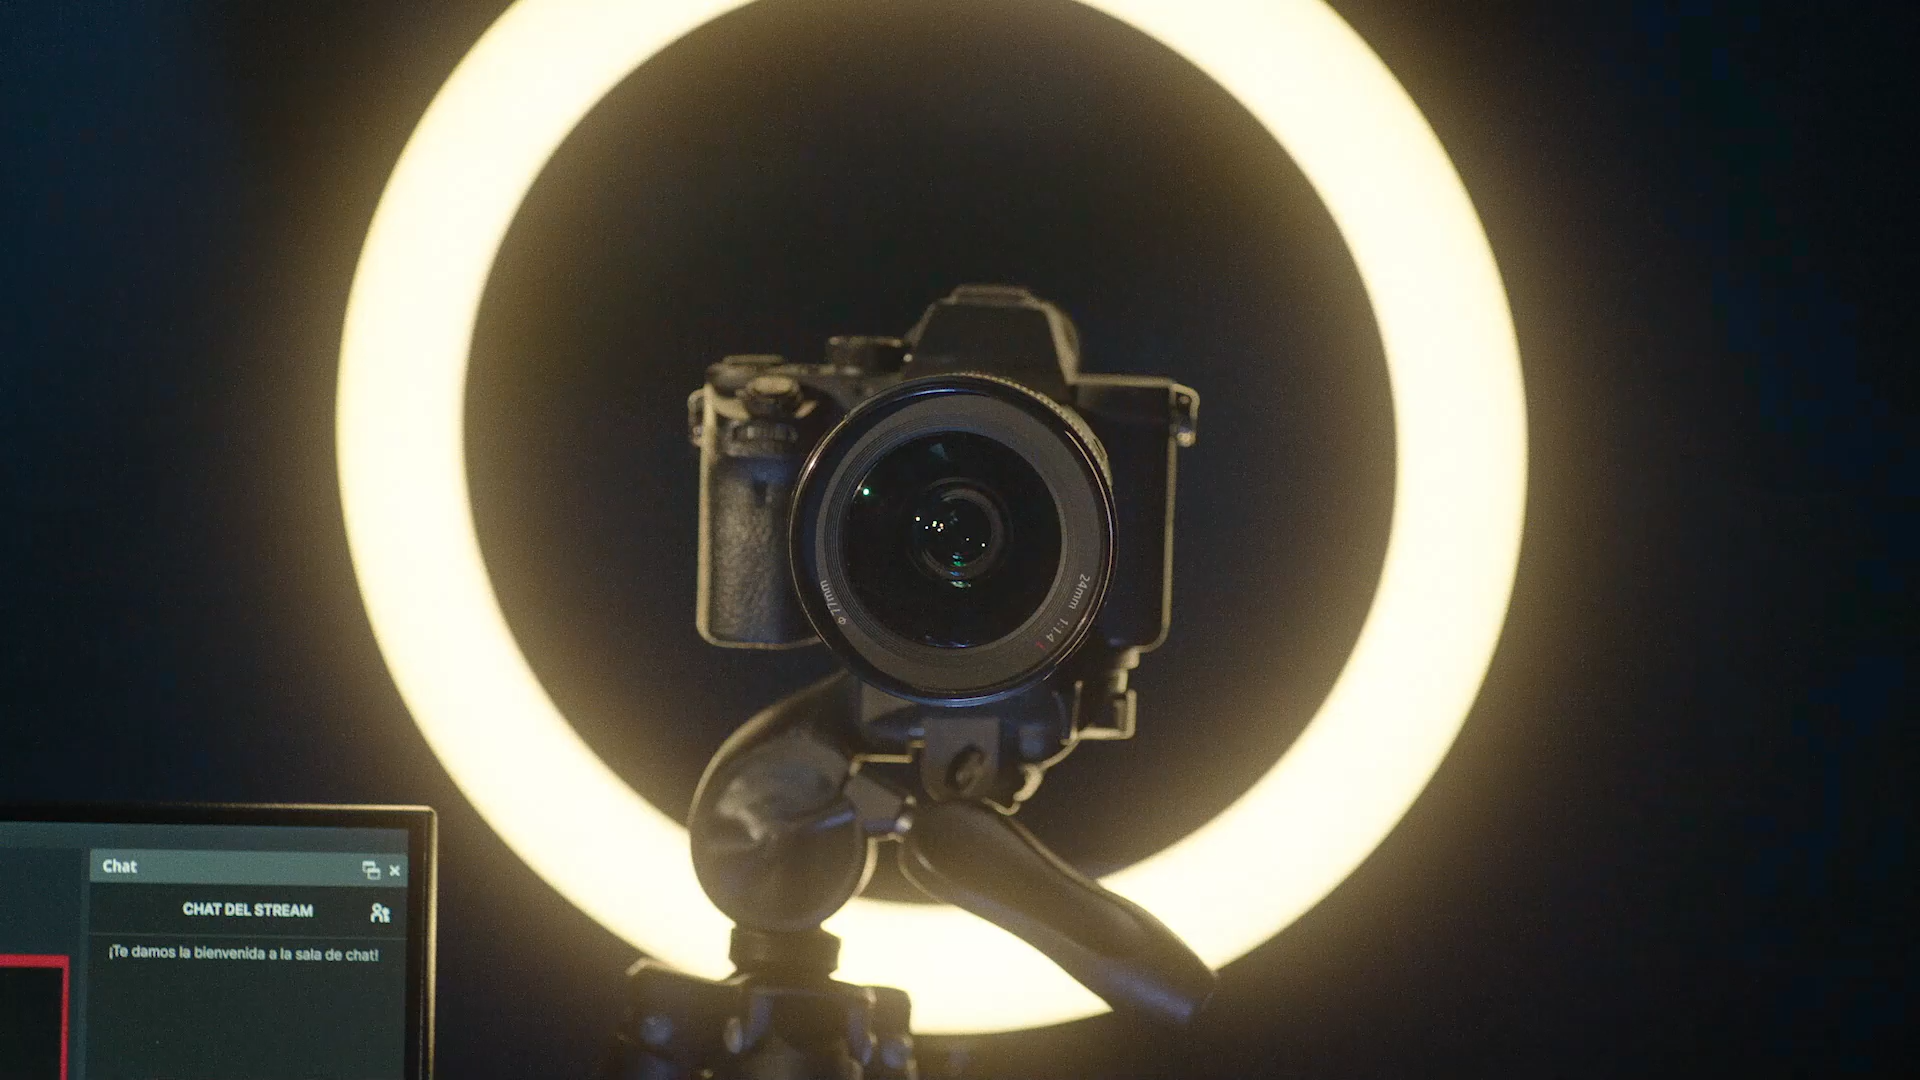 Chat
CHAT DEL STREAM
¡Te damos la bienvenida a la sala de chat!
Φ 77mm
24mm 1:1.4